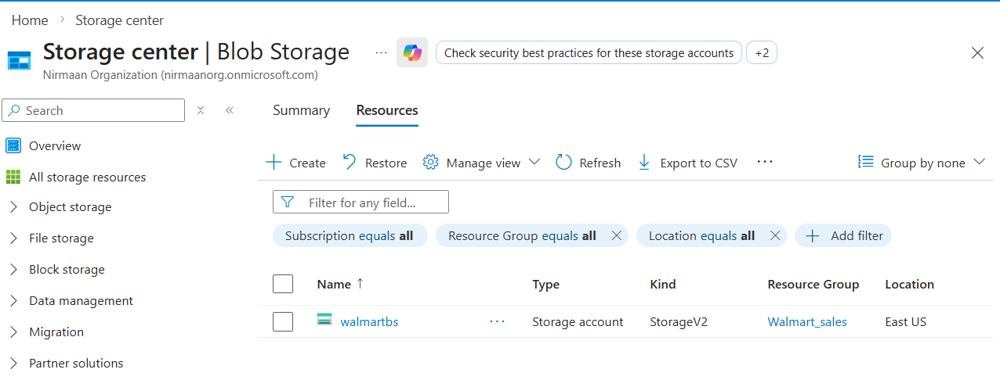 Home > Storage center
Storage center | Blob Storage ... Check security best practices for these storage accounts +2
Nirmaan Organization (nirmaanorg.onmicrosoft.com)
Search
Summary Resources
Overview
All storage resources
Object storage
File storage
Block storage
Data management
Migration
Partner solutions
Create Restore Manage view Refresh Export to CSV ... Group by none
Filter for any field...
Subscription equals all Resource Group equals all Location equals all Add filter
Name ↑ Type Kind Resource Group Location
walmartbs ... Storage account StorageV2 Walmart_sales East US